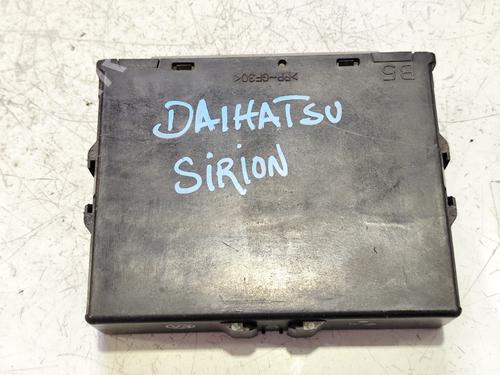 >PP-GF30<
B5
DAIHATSU
SIRION